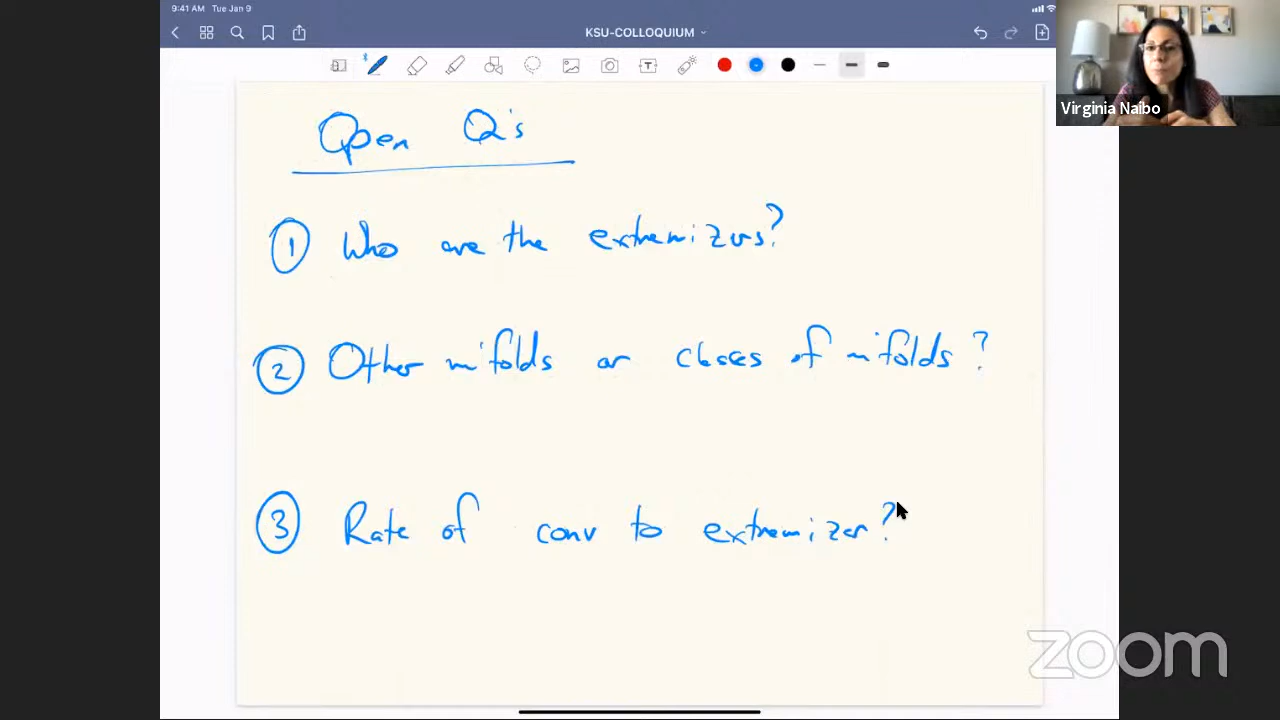 9:41 AM Tue Jan 9
KSU-COLLOQUIUM
Virginia Naibo
Open Q's
1 Who are the extremizers?
2 Other m'folds or classes of m'folds?
3 Rate of conv to extremizer?
zoom